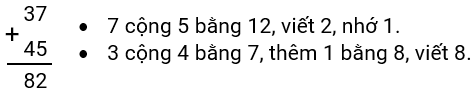 37
+
45
82
• 7 cộng 5 bằng 12, viết 2, nhớ 1.
• 3 cộng 4 bằng 7, thêm 1 bằng 8, viết 8.